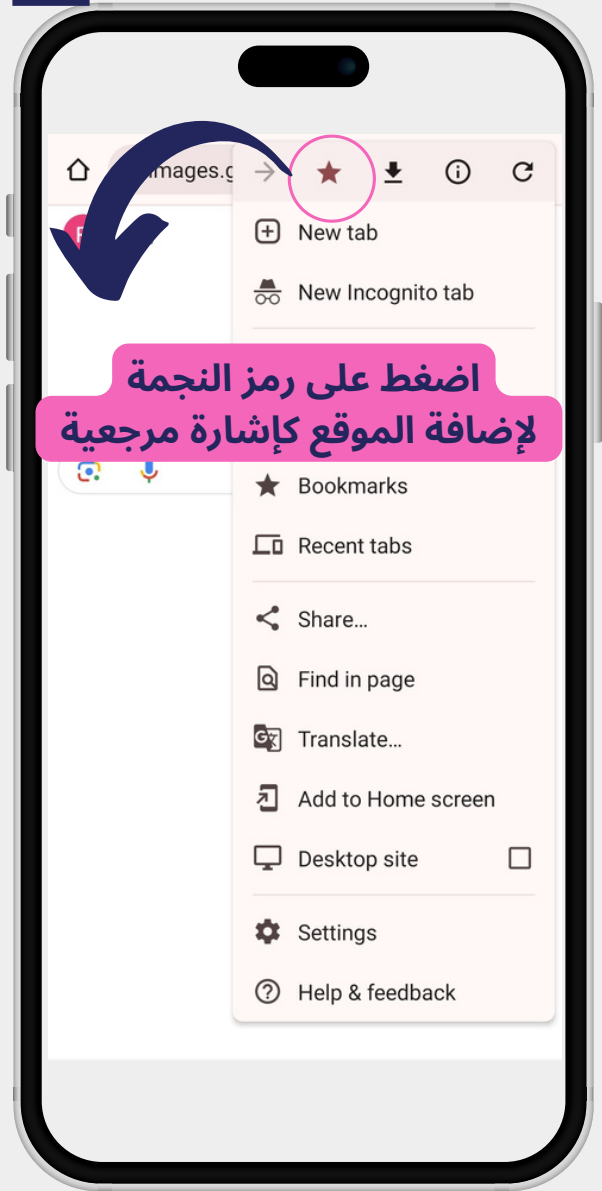 images.g
New tab
New Incognito tab
اضغط على رمز النجمة
لإضافة الموقع كإشارة مرجعية
Bookmarks
Recent tabs
Share...
Find in page
Translate...
Add to Home screen
Desktop site
Settings
Help & feedback